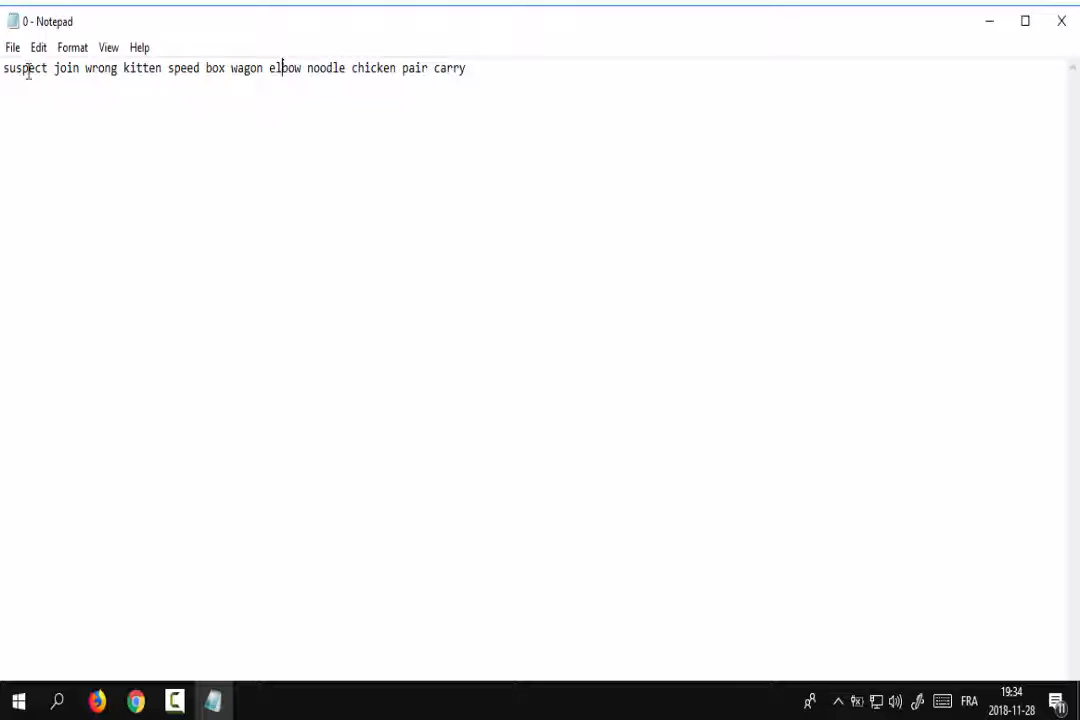 0 - Notepad
File Edit Format View Help
suspect join wrong kitten speed box wagon elbow noodle chicken pair carry
FRA
19:34
2018-11-28
11